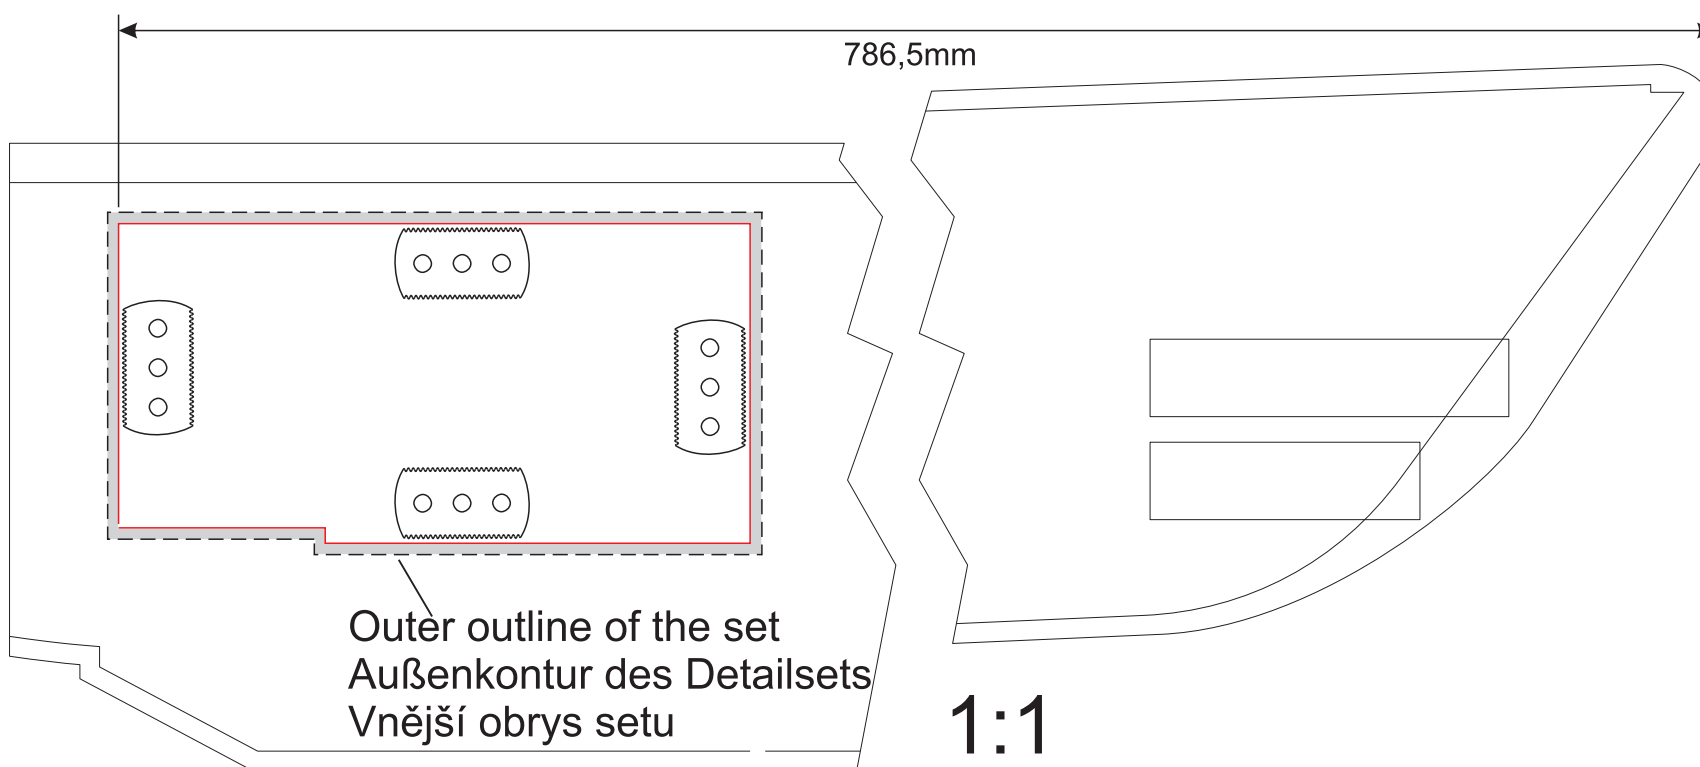 786,5mm
Outer outline of the set
Außenkontur des Detailsets
Vnější obrys setu
1:1